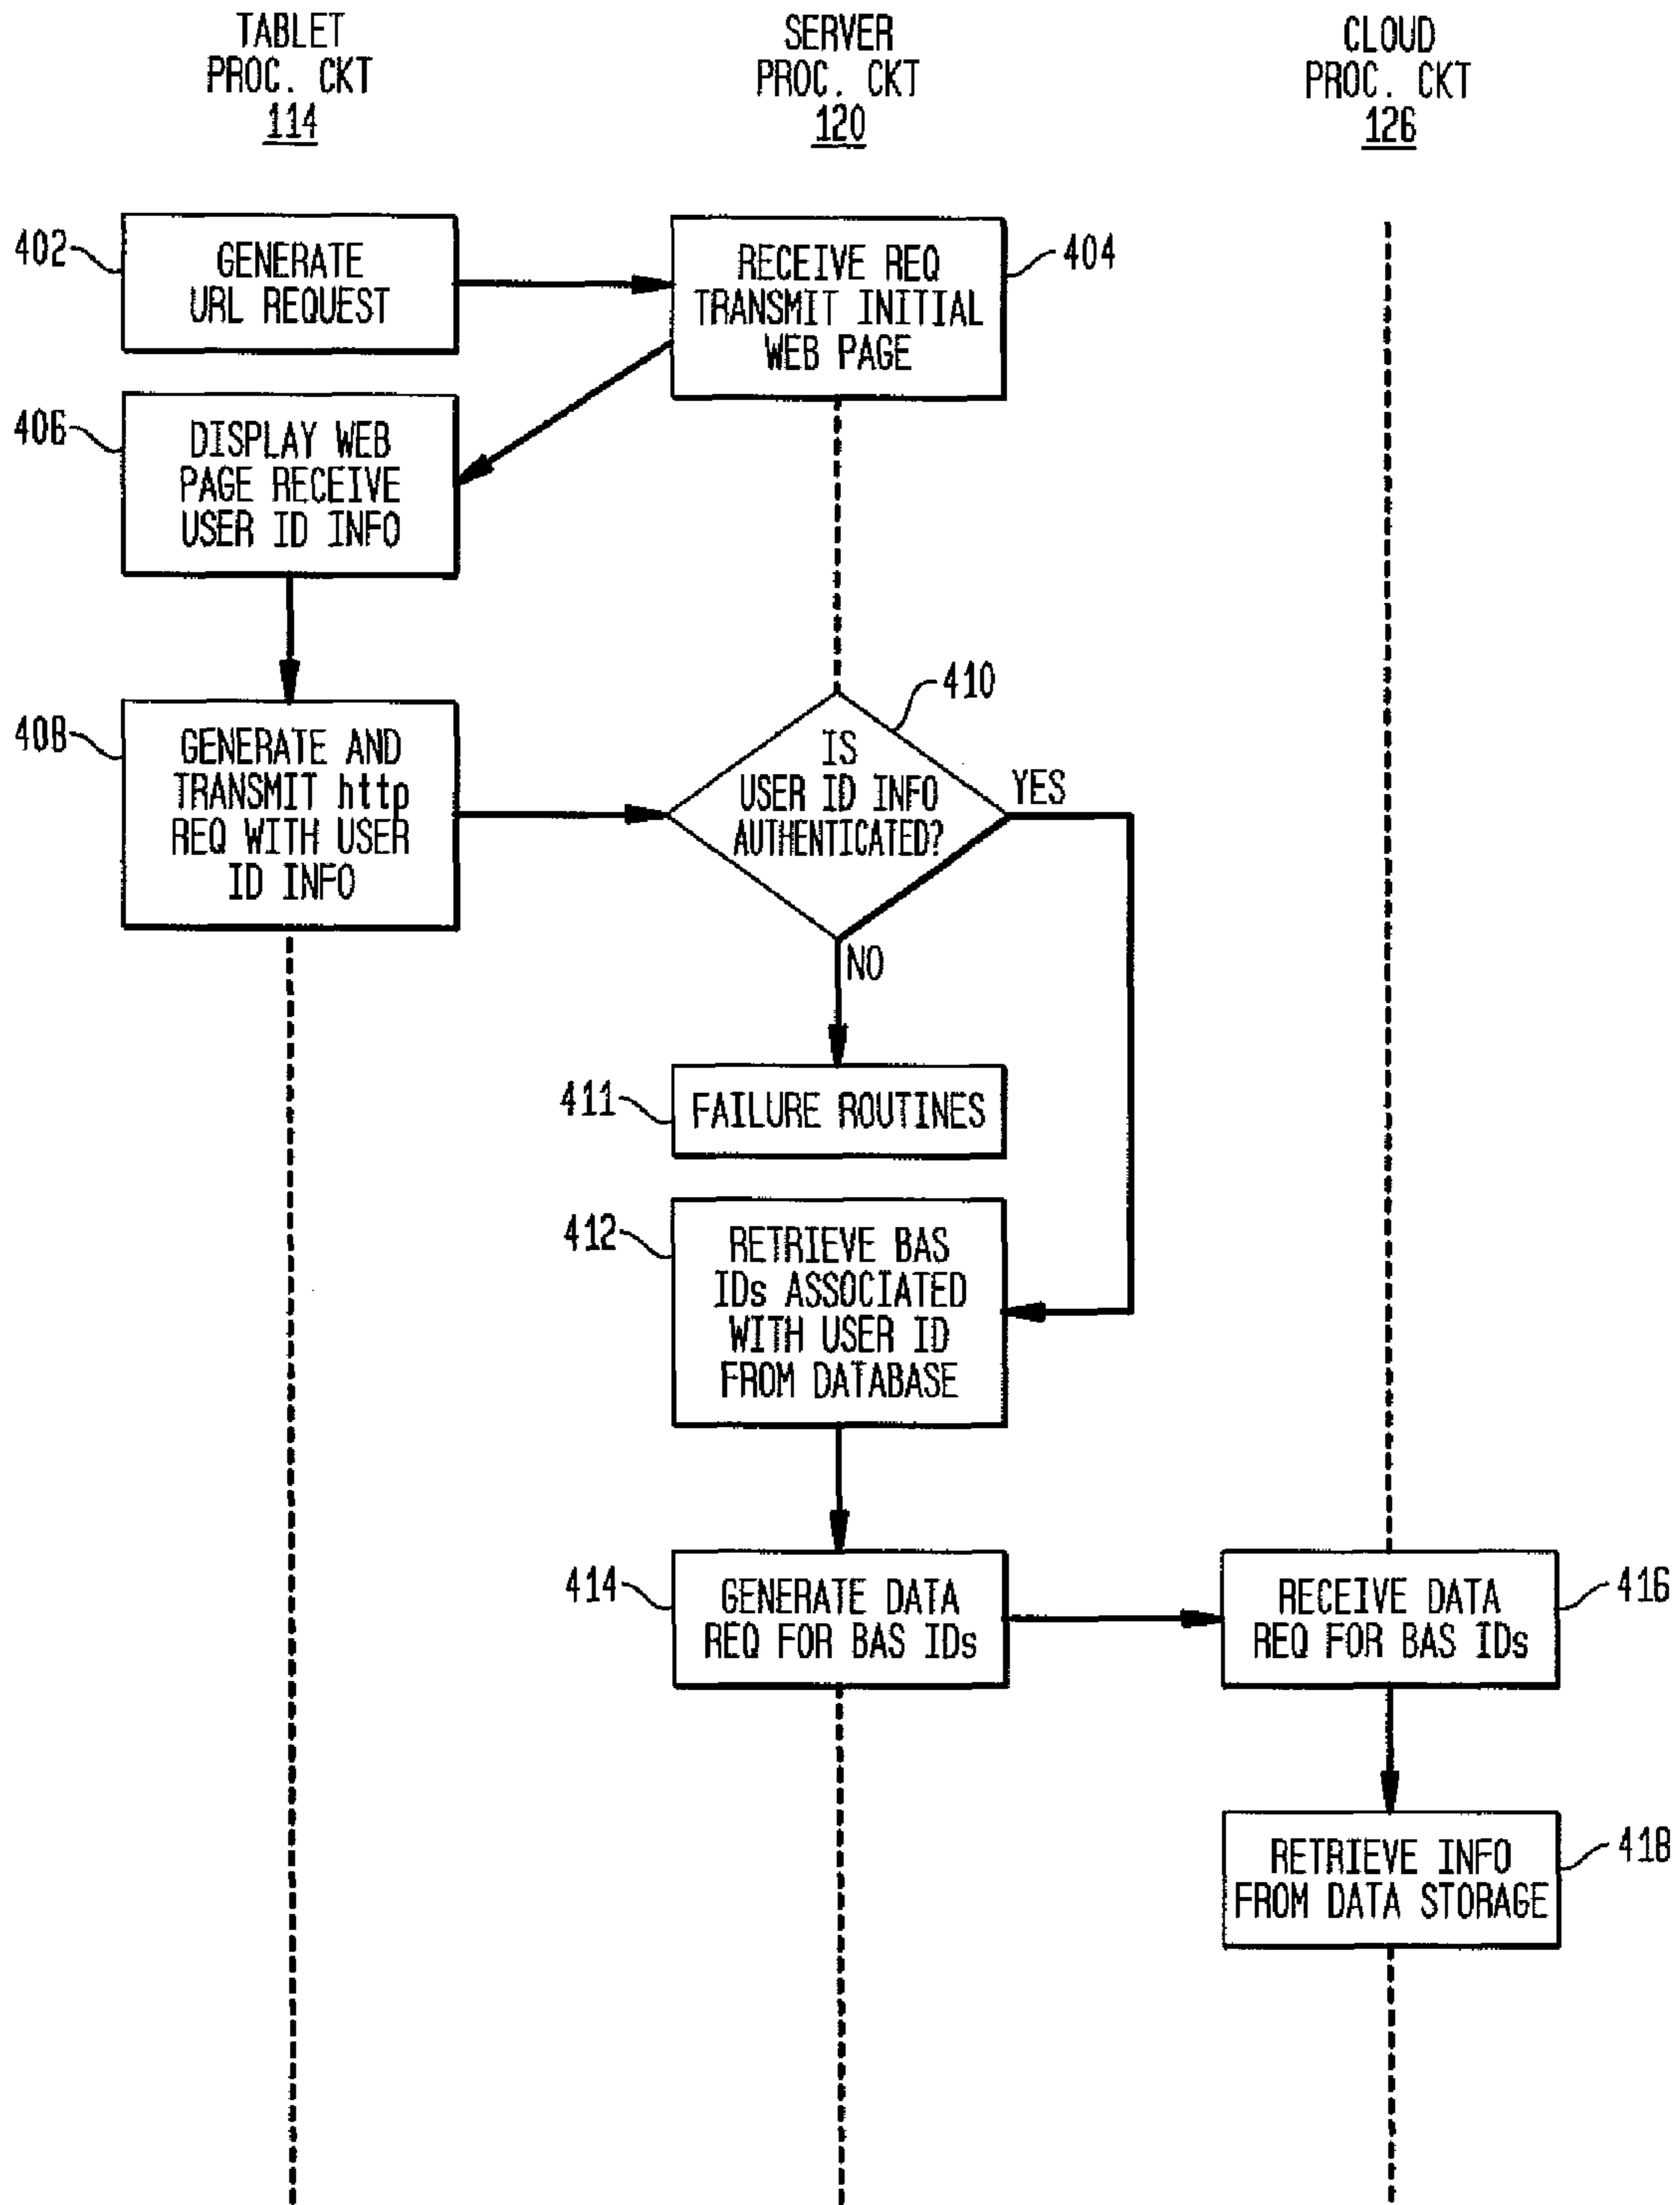 TABLET
PROC. CKT
114
SERVER
PROC. CKT
120
CLOUD
PROC. CKT
126
402
GENERATE
URL REQUEST
RECEIVE REQ
TRANSMIT INITIAL
WEB PAGE
404
406
DISPLAY WEB
PAGE RECEIVE
USER ID INFO
408
GENERATE AND
TRANSMIT http
REQ WITH USER
ID INFO
410
IS
USER ID INFO
AUTHENTICATED?
YES
NO
411
FAILURE ROUTINES
412
RETRIEVE BAS
IDs ASSOCIATED
WITH USER ID
FROM DATABASE
414
GENERATE DATA
REQ FOR BAS IDs
RECEIVE DATA
REQ FOR BAS IDs
416
RETRIEVE INFO
FROM DATA STORAGE
418